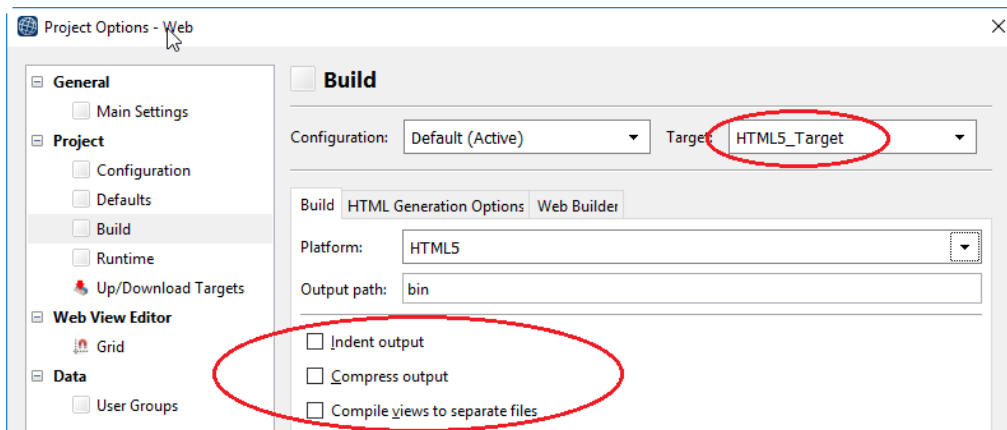 Project Options - Web
General
Main Settings
Project
Configuration
Defaults
Build
Runtime
Up/Download Targets
Web View Editor
Grid
Data
User Groups
Build
Configuration: Default (Active) Target: HTML5_Target
Build HTML Generation Options Web Builder
Platform: HTML5
Output path: bin
Indent output
Compress output
Compile views to separate files